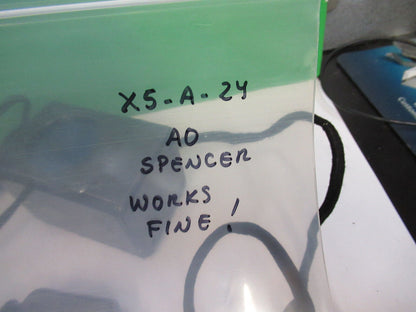 X5-A-24
AO
SPENCER
WORKS
FINE!